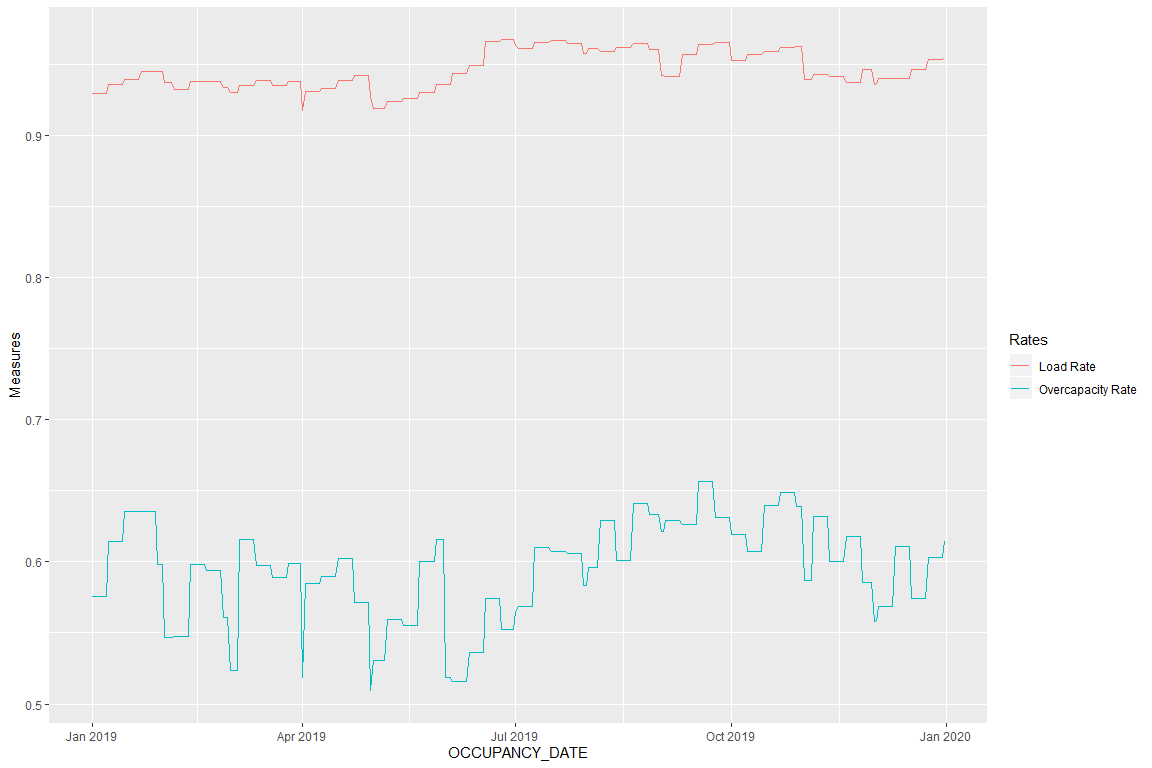 0.9
0.8
0.7
0.6
0.5
Measures
Jan 2019
Apr 2019
Jul 2019
Oct 2019
Jan 2020
OCCUPANCY_DATE
Rates
Load Rate
Overcapacity Rate